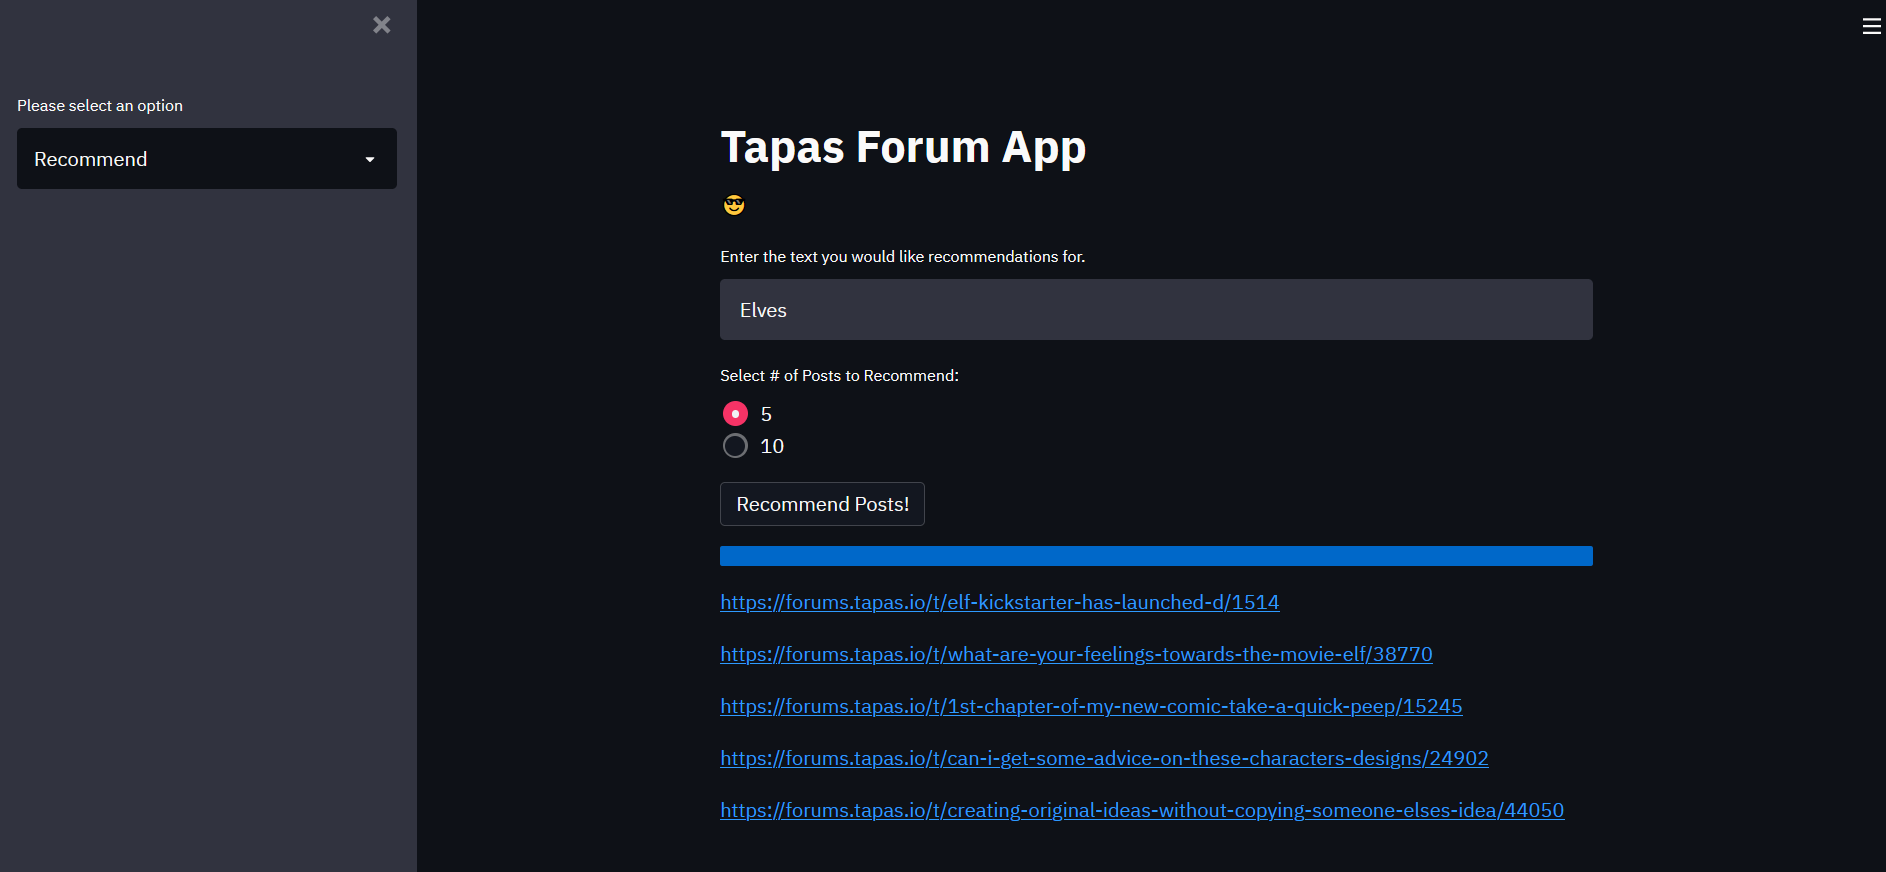 Please select an option
Recommend
Tapas Forum App
Enter the text you would like recommendations for.
Elves
Select # of Posts to Recommend:
5
10
Recommend Posts!
https://forums.tapas.io/t/elf-kickstarter-has-launched-d/1514
https://forums.tapas.io/t/what-are-your-feelings-towards-the-movie-elf/38770
https://forums.tapas.io/t/1st-chapter-of-my-new-comic-take-a-quick-peep/15245
https://forums.tapas.io/t/can-i-get-some-advice-on-these-characters-designs/24902
https://forums.tapas.io/t/creating-original-ideas-without-copying-someone-elses-idea/44050